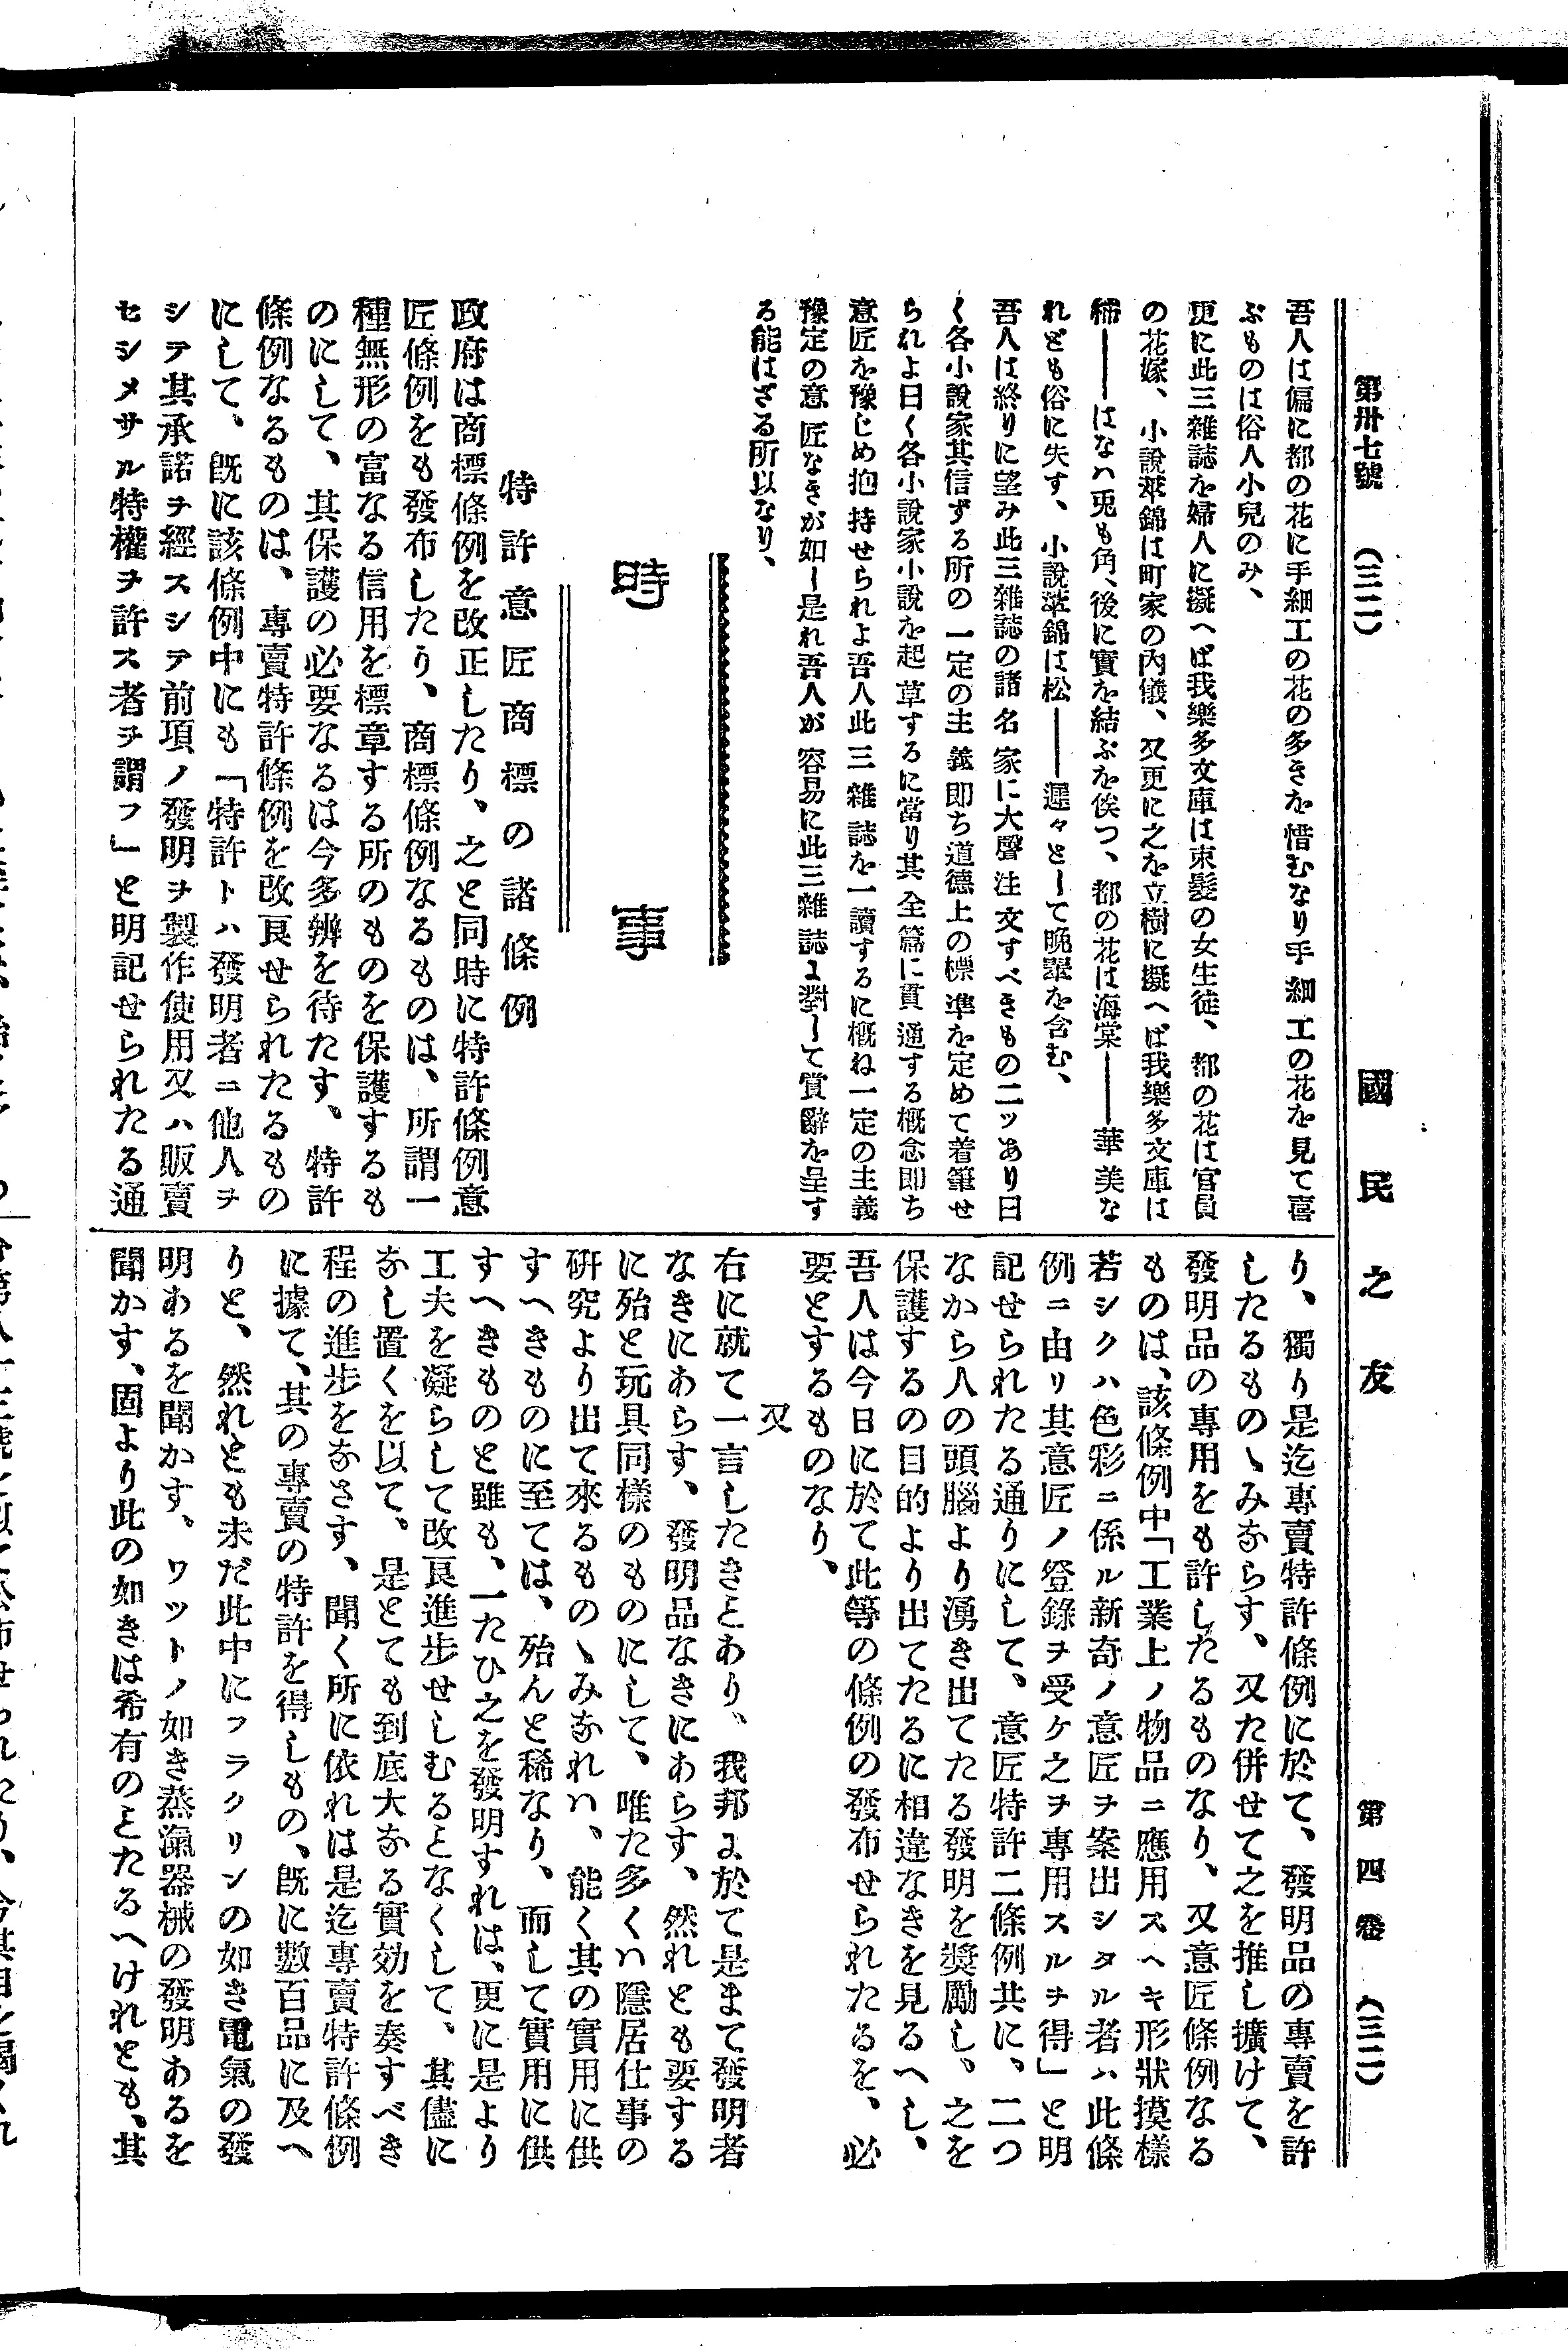 第卅七號　（三二）　國民之友　第四卷　（三二）
吾人は偏に都の花に手細工の花の多きを惜むなり手細工の花を見て喜
ぶものは俗人小兒のみ、
更に此三雜誌を婦人に擬へば我樂多文庫は束髮の女生徒、都の花は官員
の花嫁、小說萃錦は町家の內儀、又更に之を立樹に擬へば我樂多文庫は
梯――はなハ兎も角、後に實を結ぶを俟つ、都の花は海棠――華美な
れども俗に失す、小說萃錦は松――遲々として晩翠を含む、
吾人は終りに望み此三雜誌の諸名家に大聲注文すべきもの二ッあり曰
く各小說家其信ずる所の一定の主義卽ち道德上の標準を定めて着筆せ
られよ曰く各小說家小說を起草するに當り其全篇に貫通する槪念卽ち
意匠を豫じめ抱持せられよ吾人此三雜誌を一讀するに槪ね一定の主義
豫定の意匠なきが如し是れ吾人が容易に此三雜誌に對して賞辭を呈す
る能はざる所以なり、
時事
特許意匠商標の諸條例
政府は商標條例を改正したり、之と同時に特許條例意
匠條例をも發布したり、商標條例なるものは、所謂一
種無形の富なる信用を標章する所のものを保護するも
のにして、其保護の必要なるは今多辨を待たす、特許
條例なるものは、專賣特許條例を改良せられたるもの
にして、旣に該條例中にも「特許トハ發明者ニ他人ヲ
シテ其承諾ヲ經スシテ前項ノ發明ヲ製作使用又ハ販賣
セシメサル特權ヲ許ス者ヲ謂フ」と明記せられたる通
り、獨り是迄專賣特許條例に於て、發明品の專賣を許
したるものゝみならす、又た併せて之を推し擴けて、
發明品の專用をも許したるものなり、又意匠條例なる
ものは、該條例中「工業上ノ物品ニ應用スヘキ形狀摸樣
若シクハ色彩ニ係ル新奇ノ意匠ヲ案出シタル者ハ此條
例ニ由リ其意匠ノ登錄ヲ受ケ之ヲ專用スルヲ得」と明
記せられたる通りにして、意匠特許二條例共に、二つ
なから人の頭腦より湧き出てたる發明を奬勵し、之を
保護するの目的より出てたるに相違なきを見るへし、
吾人は今日に於て此等の條例の發布せられたるを、必
要とするものなり、
又
右に就て一言したきヿあり、我邦に於て是まて發明者
なきにあらす、發明品なきにあらす、然れとも要する
に殆と玩具同樣のものにして、唯た多くハ隱居仕事の
硏究より出て來るものゝみなれハ、能く其の實用に供
すへきものに至ては、殆んと稀なり、而して實用に供
すへきものと雖も、一たひ之を發明すれは、更に是より
工夫を凝らして改良進步せしむるヿなくして、其儘に
なし置くを以て、是とても到底大なる實効を奏すべき
程の進步をなさす、聞く所に依れは是迄專賣特許條例
に據て、其の專賣の特許を得しもの、旣に數百品に及へ
りと、然れとも未だ此中にフラクリンの如き電氣の發
明あるを聞かす、ワットノ如き蒸滊器械の發明あるを
聞かす、固より此の如きは希有のヿたるへけれとも、其